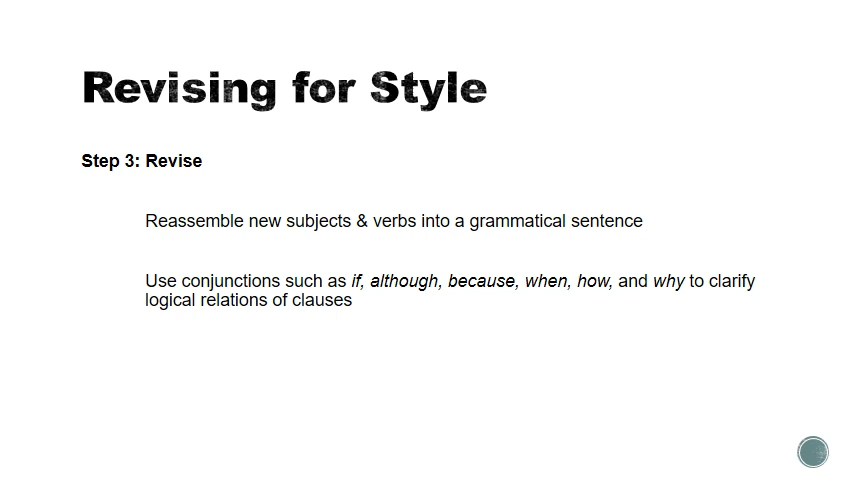 Revising for Style
Step 3: Revise
Reassemble new subjects & verbs into a grammatical sentence
Use conjunctions such as if, although, because, when, how, and why to clarify
logical relations of clauses